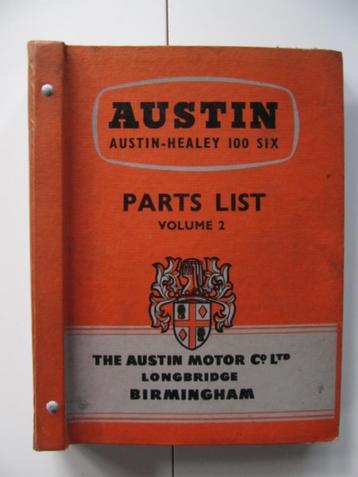 AUSTIN
AUSTIN-HEALEY 100 SIX
PARTS LIST
VOLUME 2
THE AUSTIN MOTOR Cº LTD
LONGBRIDGE
BIRMINGHAM